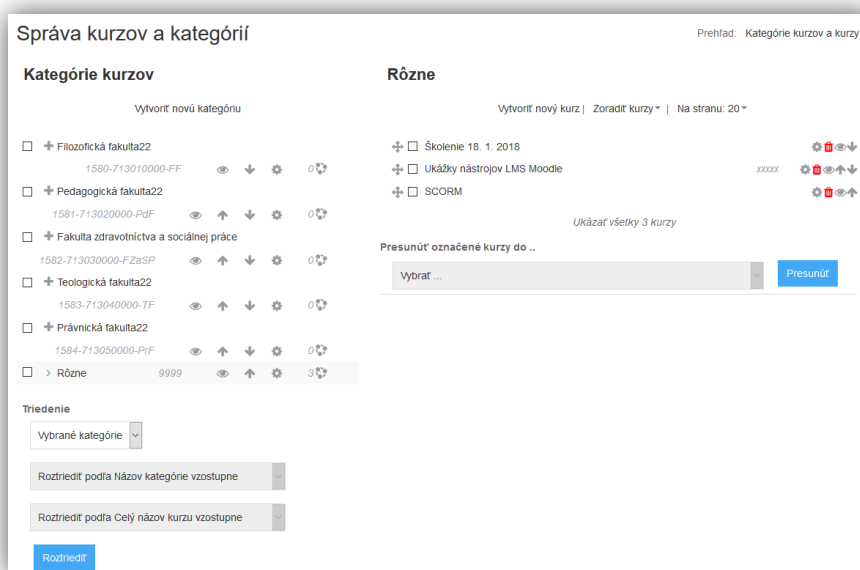 Správa kurzov a kategórií
Prehľad: Kategórie kurzov a kurzy
Kategórie kurzov
Vytvoriť novú kategóriu
Filozofická fakulta22
1580-713010000-FF 0
Pedagogická fakulta22
1581-713020000-PdF 0
Fakulta zdravotníctva a sociálnej práce
1582-713030000-FZaSP 0
Teologická fakulta22
1583-713040000-TF 0
Právnická fakulta22
1584-713050000-PrF 0
Rôzne 9999 3
Triedenie
Vybrané kategórie
Roztriediť podľa Názov kategórie vzostupne
Roztriediť podľa Celý názov kurzu vzostupne
Roztriediť
Rôzne
Vytvoriť nový kurz | Zoradiť kurzy | Na stranu: 20
Školenie 18. 1. 2018
Ukážky nástrojov LMS Moodle xxxxx
SCORM
Ukázať všetky 3 kurzy
Presunúť označené kurzy do ..
Vybrať ...
Presunúť